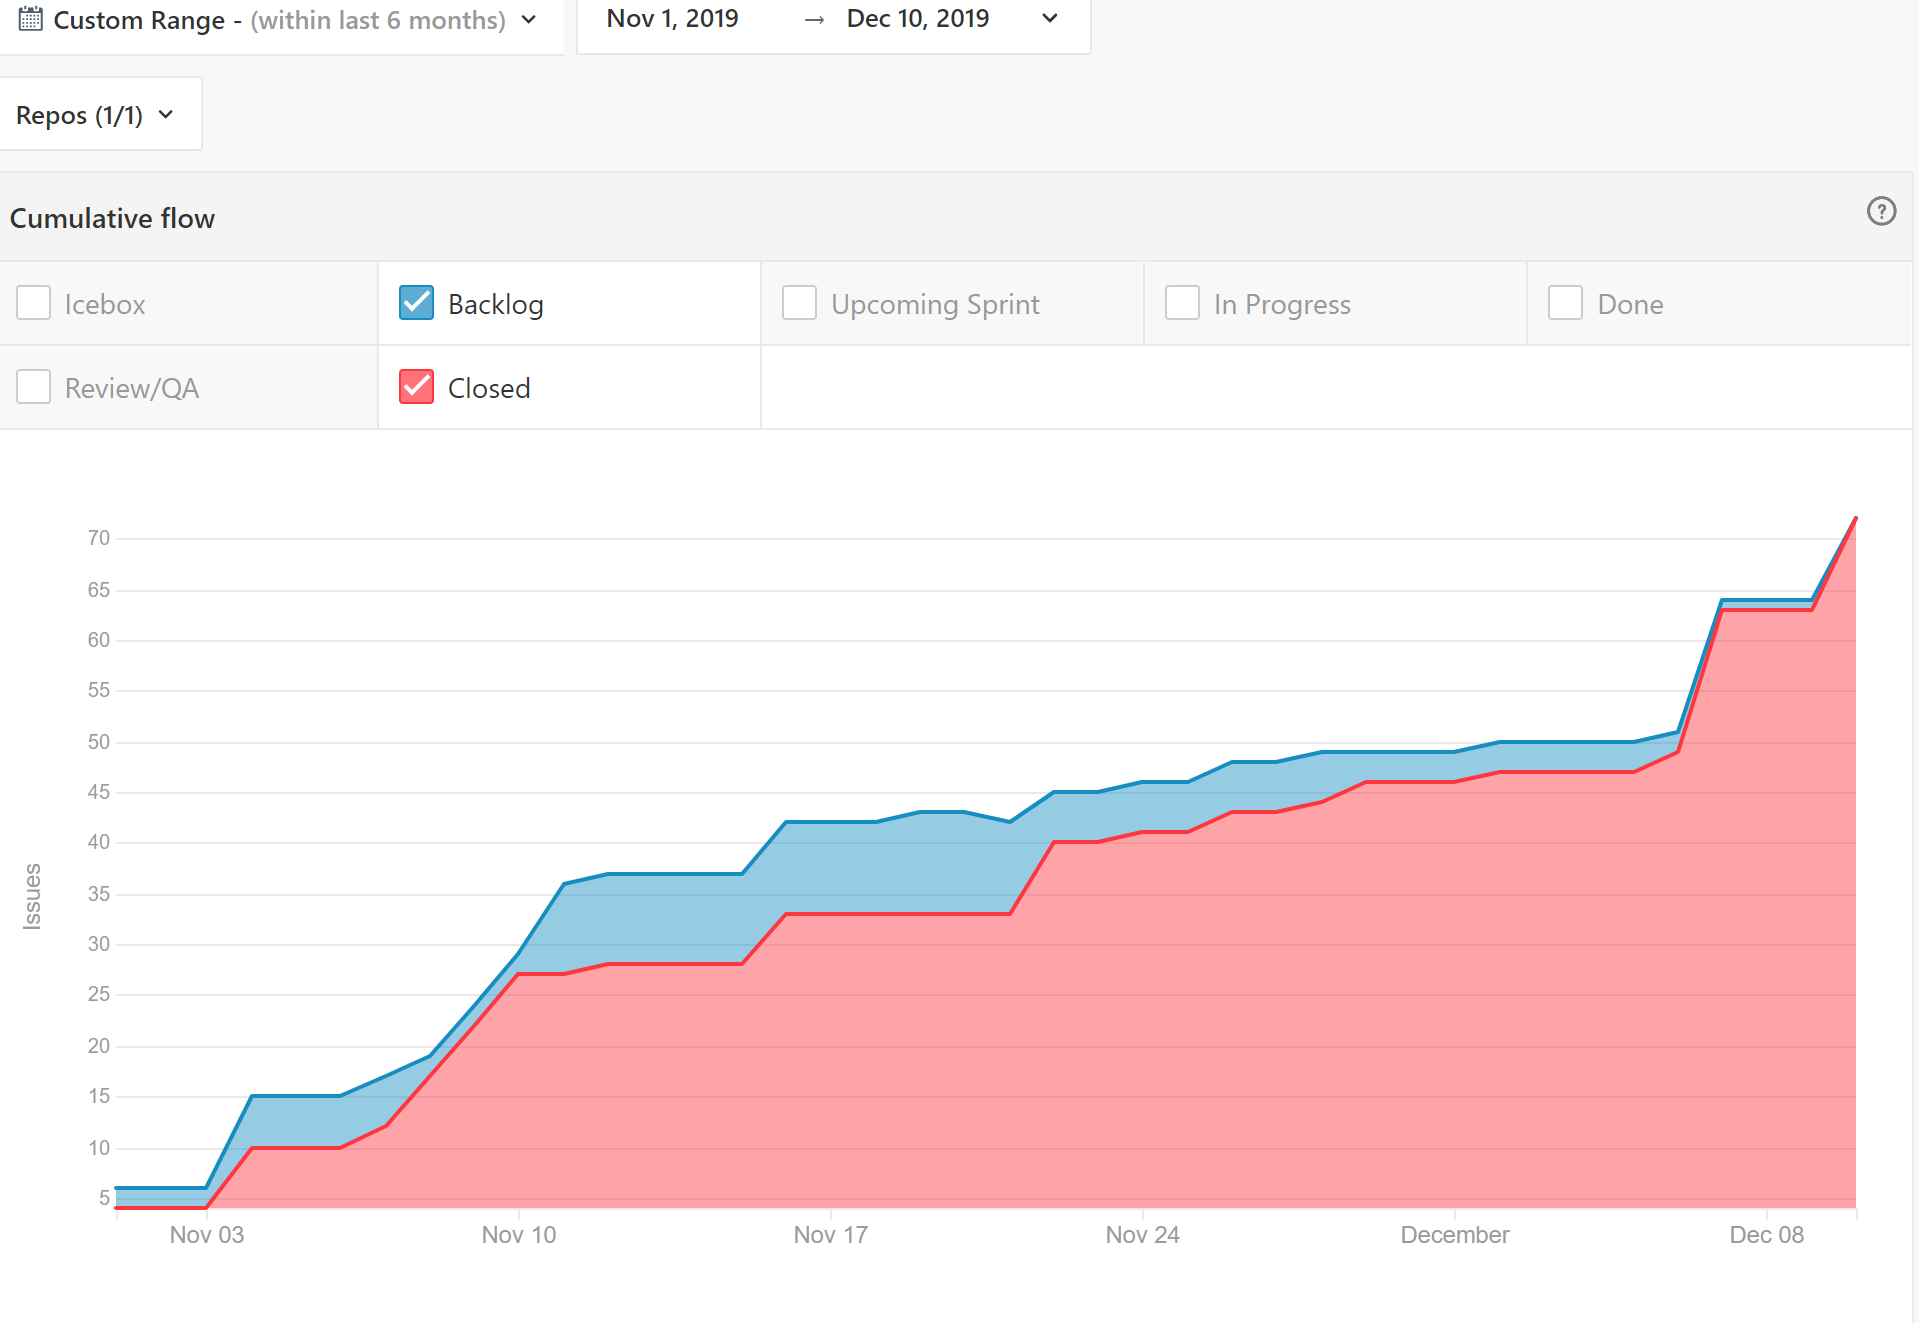 Custom Range - (within last 6 months)
Nov 1, 2019 → Dec 10, 2019
Repos (1/1)
Cumulative flow
?
Icebox
Backlog
Upcoming Sprint
In Progress
Done
Review/QA
Closed
70
65
60
55
50
45
40
35
30
25
20
15
10
5
Issues
Nov 03
Nov 10
Nov 17
Nov 24
December
Dec 08